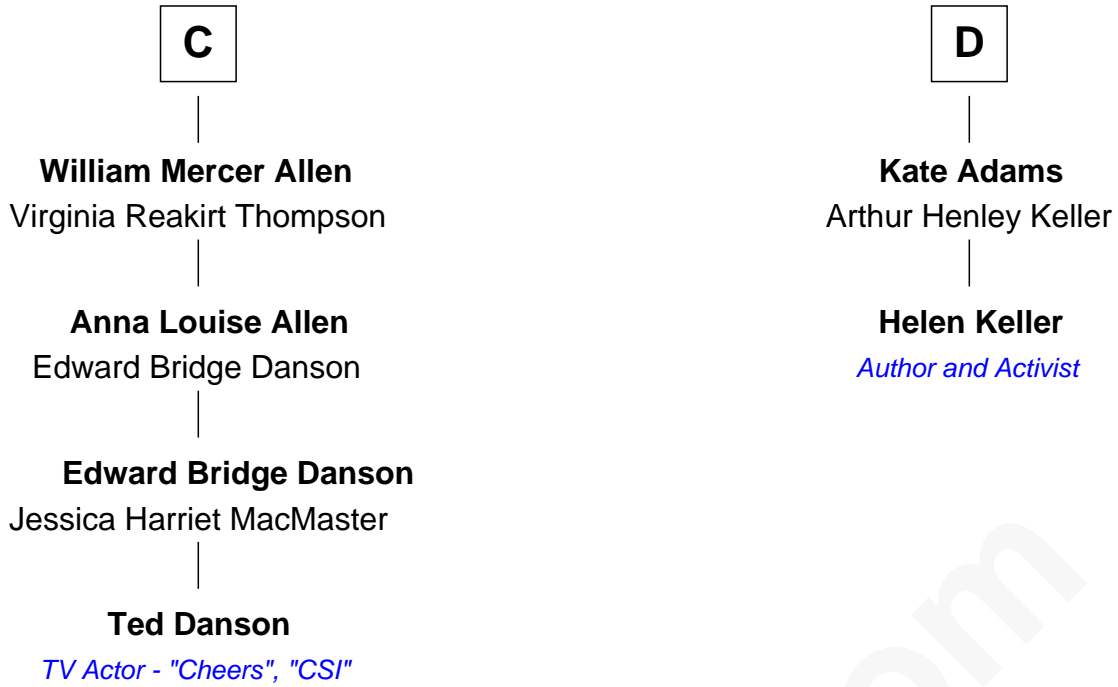 C
William Mercer Allen
Virginia Reakirt Thompson
Anna Louise Allen
Edward Bridge Danson
Edward Bridge Danson
Jessica Harriet MacMaster
Ted Danson
TV Actor - "Cheers", "CSI"
D
Kate Adams
Arthur Henley Keller
Helen Keller
Author and Activist
om